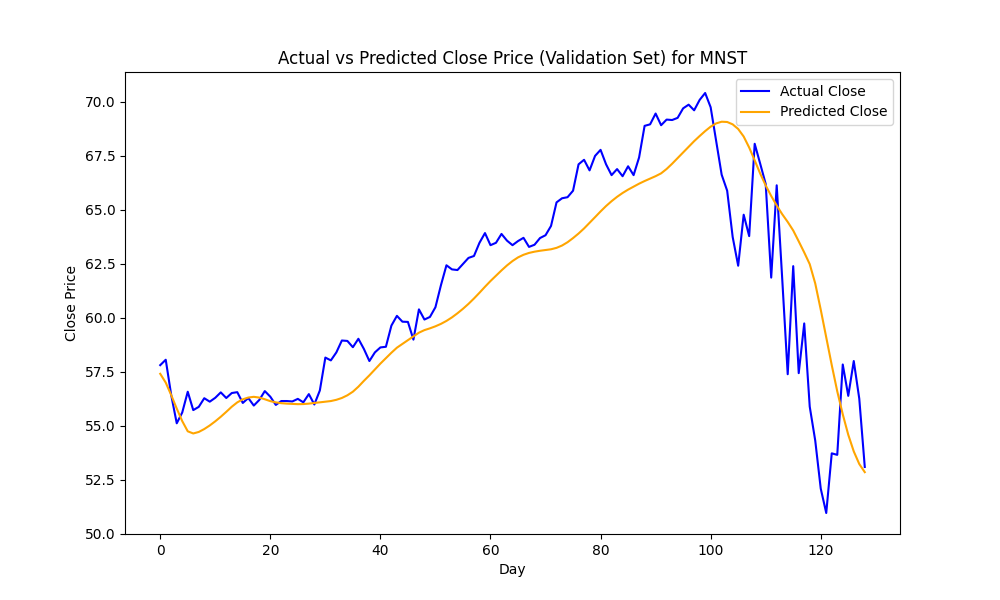 Actual vs Predicted Close Price (Validation Set) for MNST
Actual Close
Predicted Close
70.0
67.5
65.0
62.5
60.0
57.5
55.0
52.5
50.0
Close Price
0 20 40 60 80 100 120
Day